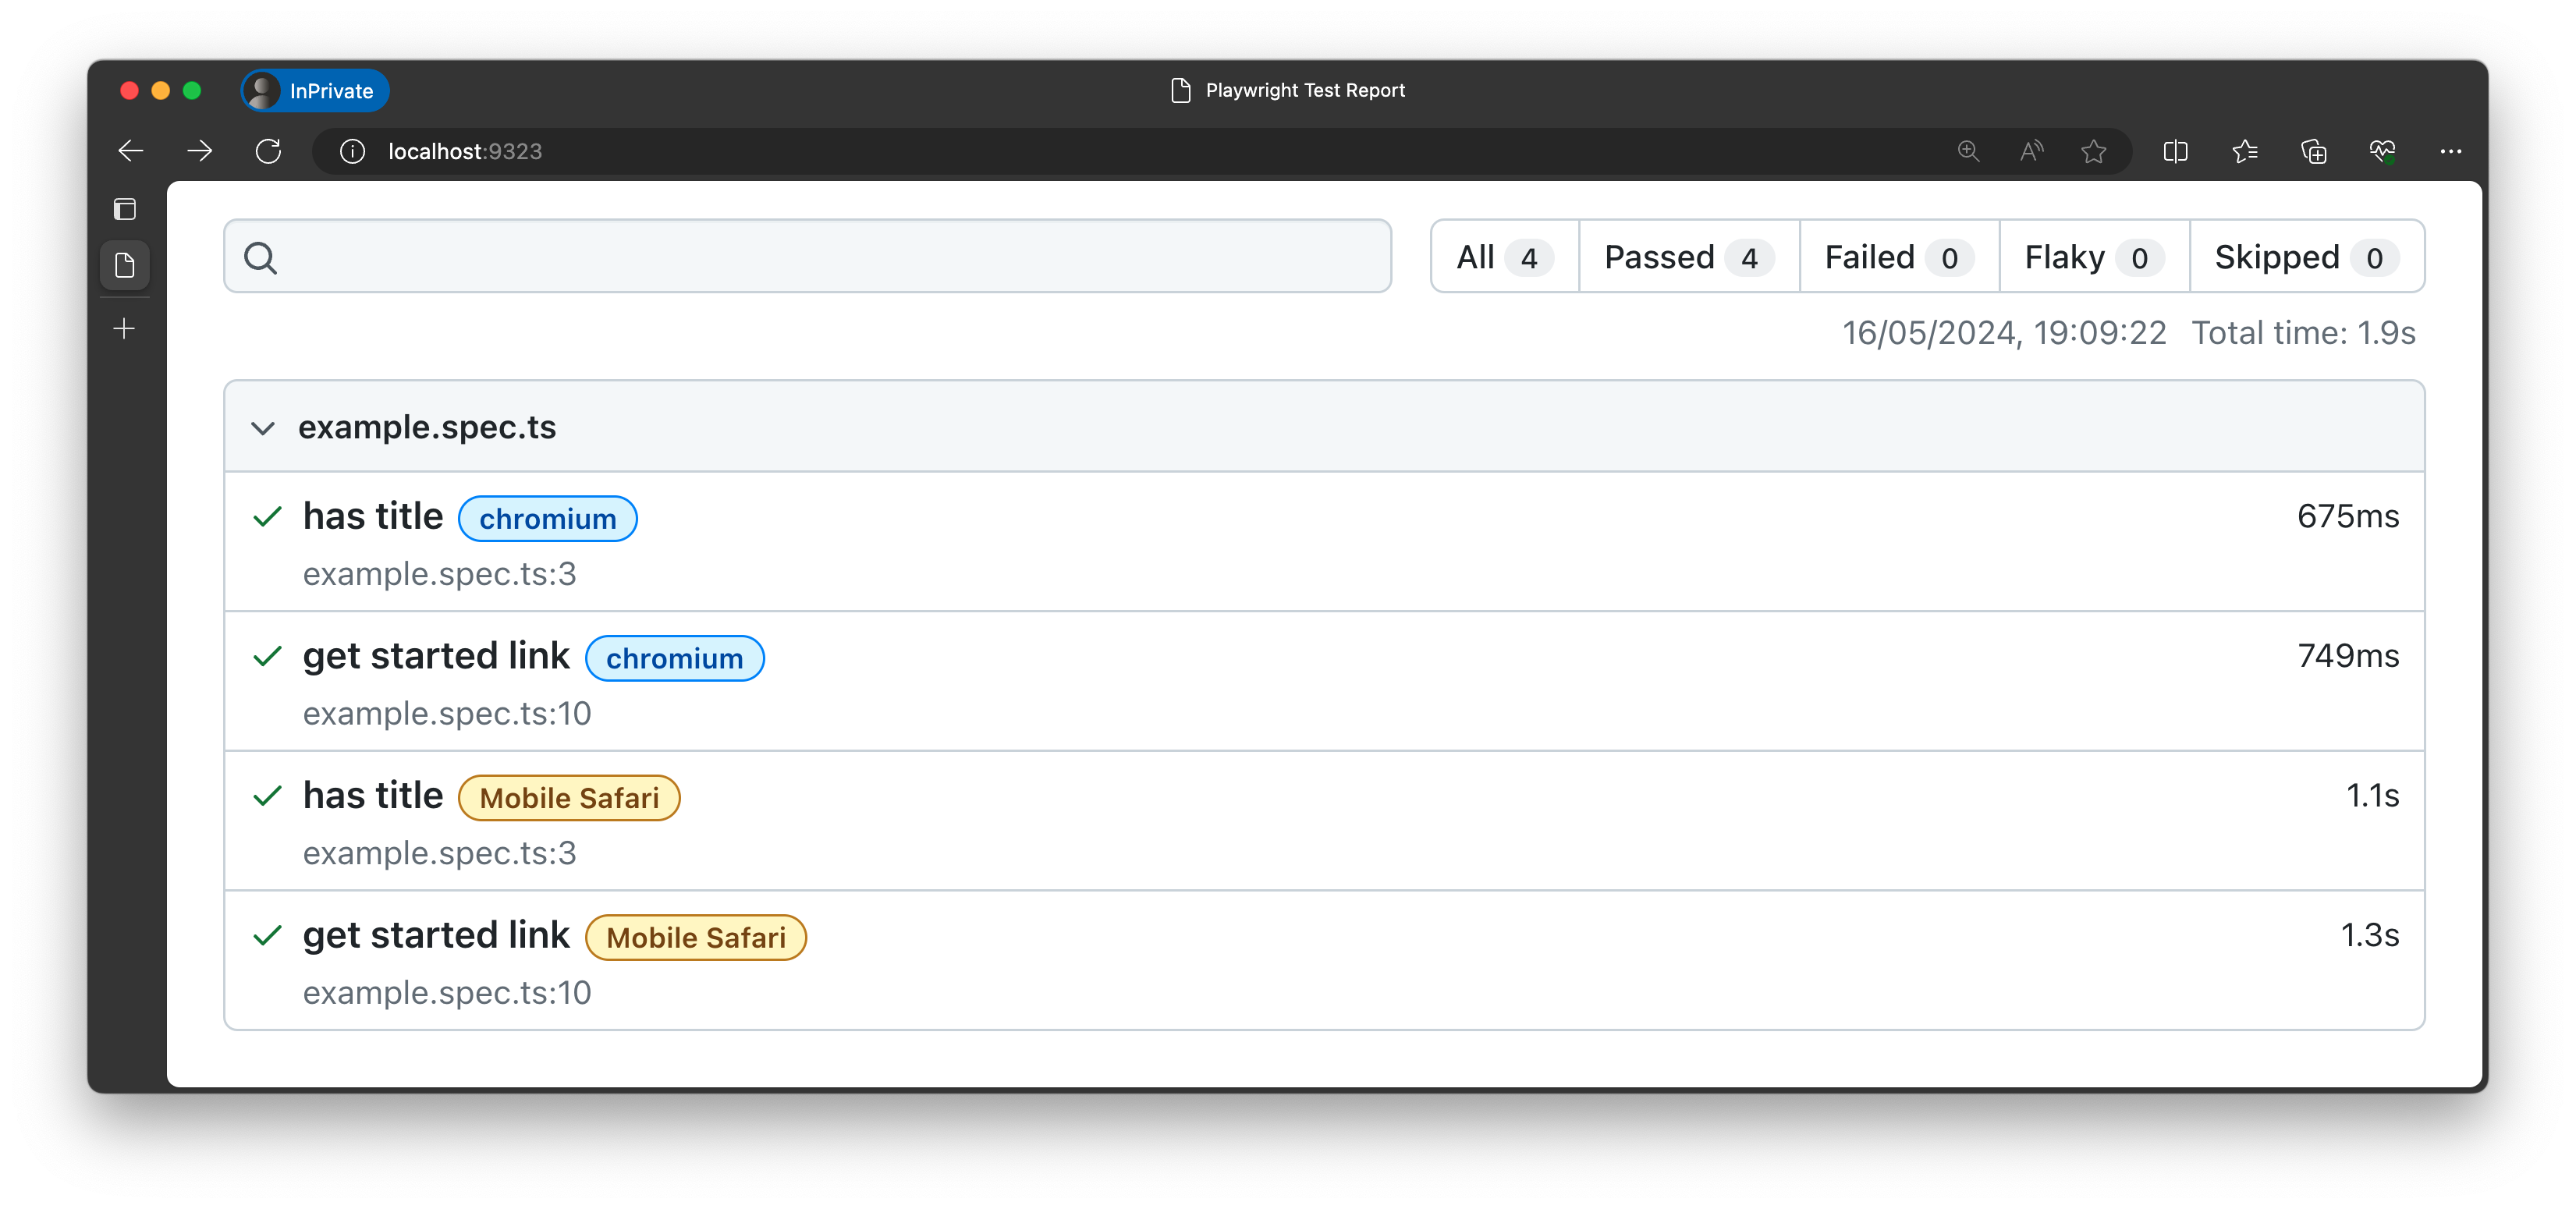 InPrivate
Playwright Test Report
localhost:9323
All 4 Passed 4 Failed 0 Flaky 0 Skipped 0
16/05/2024, 19:09:22 Total time: 1.9s
example.spec.ts
has title chromium 675ms
example.spec.ts:3
get started link chromium 749ms
example.spec.ts:10
has title Mobile Safari 1.1s
example.spec.ts:3
get started link Mobile Safari 1.3s
example.spec.ts:10